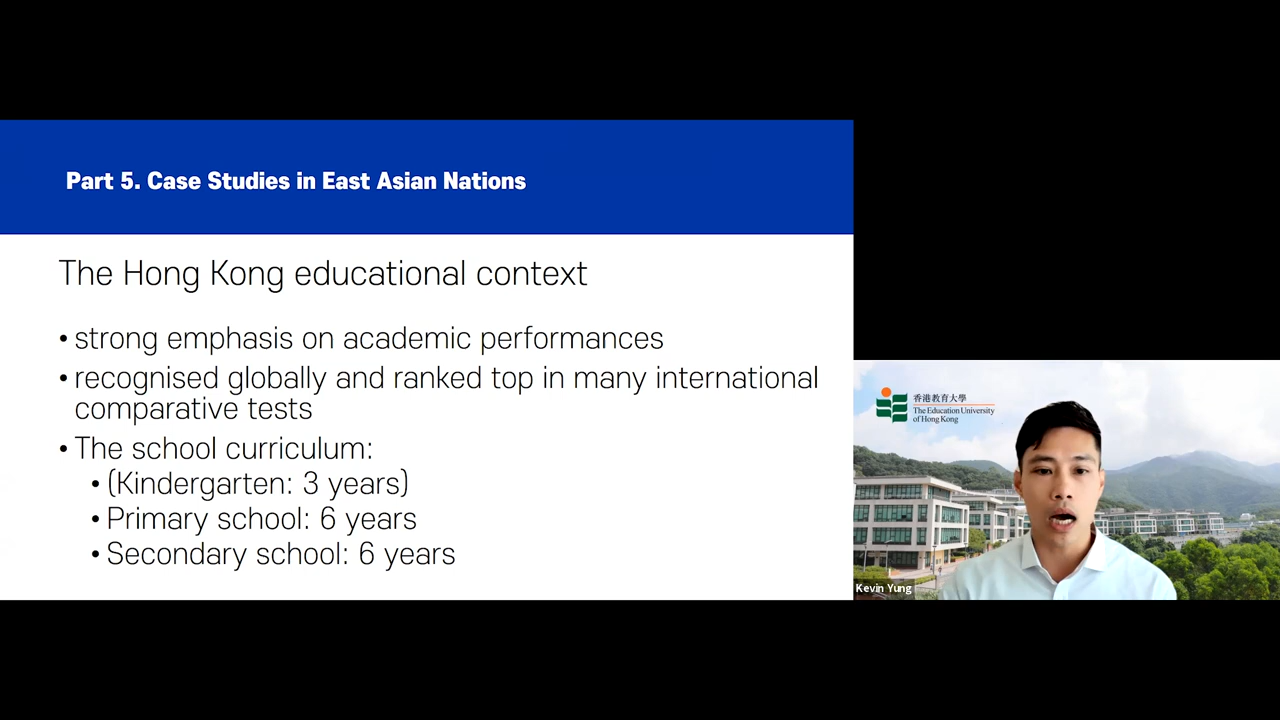 Part 5. Case Studies in East Asian Nations
The Hong Kong educational context
• strong emphasis on academic performances
• recognised globally and ranked top in many international
comparative tests
• The school curriculum:
• (Kindergarten: 3 years)
• Primary school: 6 years
• Secondary school: 6 years
香港教育大學
The Education University
of Hong Kong
Kevin Yung